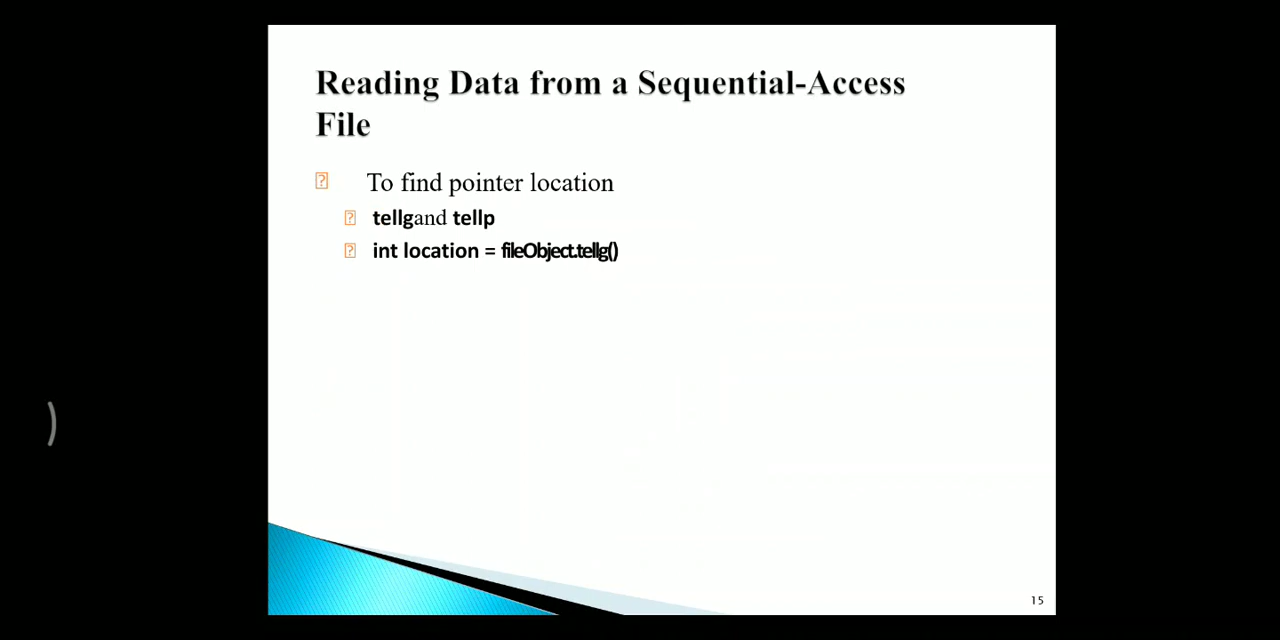 Reading Data from a Sequential-Access
File
To find pointer location
tellgand tellp
int location = fileObject.tellg()
15